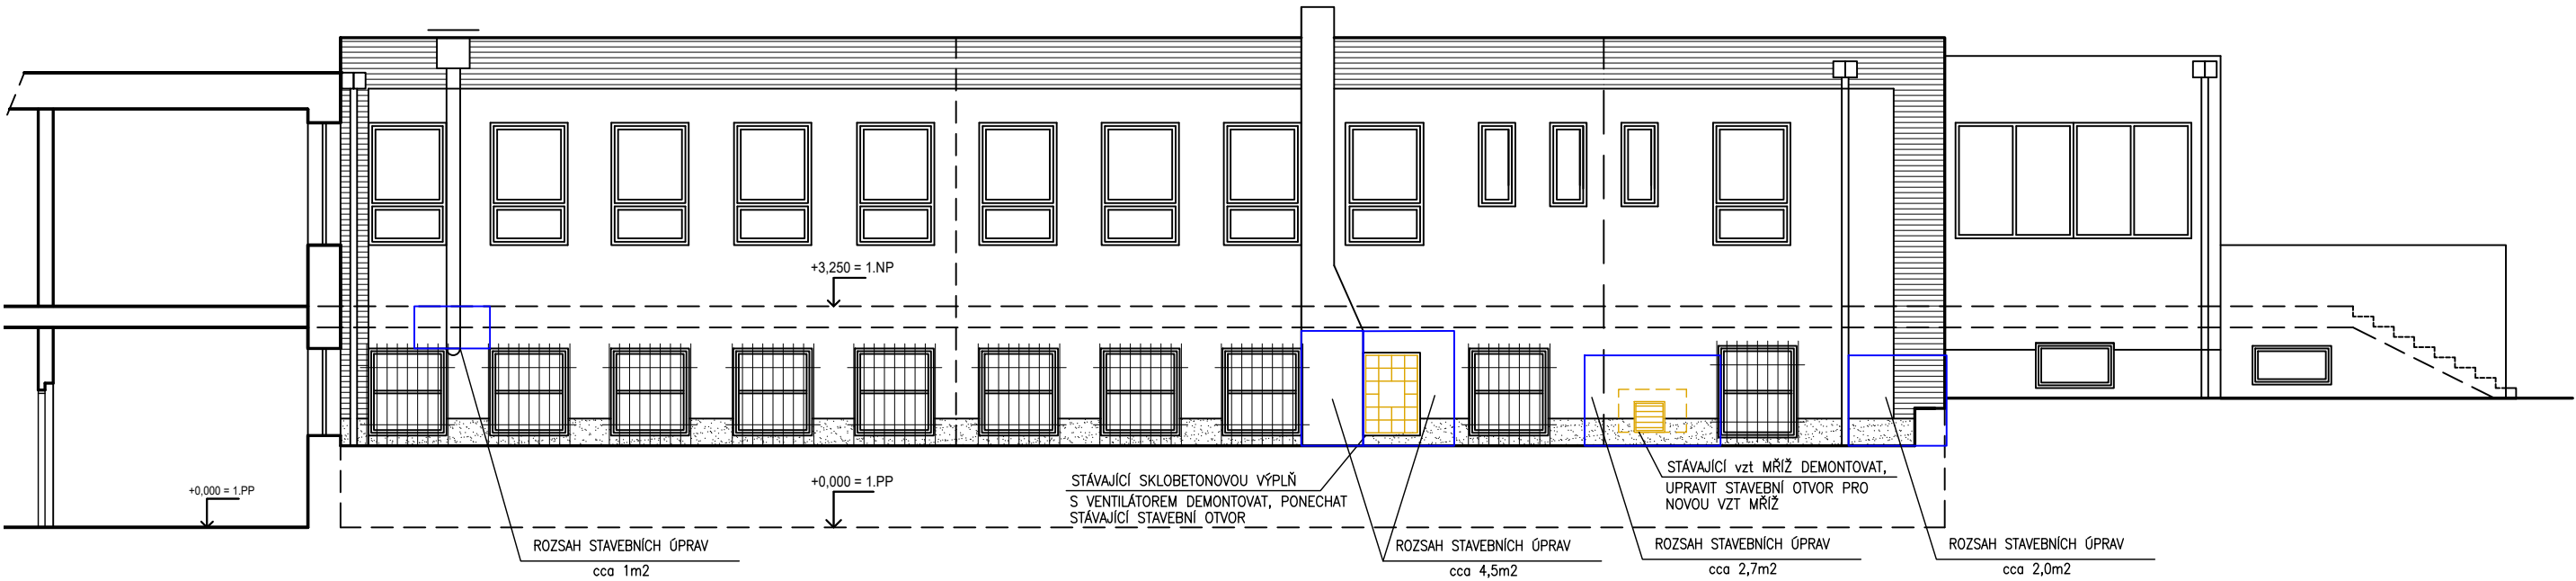 +3,250 = 1.NP
+0,000 = 1.PP
+0,000 = 1.PP
STÁVAJÍCÍ SKLOBETONOVOU VÝPLŇ
S VENTILÁTOREM DEMONTOVAT, PONECHAT
STÁVAJÍCÍ STAVEBNÍ OTVOR
STÁVAJÍCÍ vzt MŘÍŽ DEMONTOVAT,
UPRAVIT STAVEBNÍ OTVOR PRO
NOVOU VZT MŘÍŽ
ROZSAH STAVEBNÍCH ÚPRAV
cca 1m2
ROZSAH STAVEBNÍCH ÚPRAV
cca 4,5m2
ROZSAH STAVEBNÍCH ÚPRAV
cca 2,7m2
ROZSAH STAVEBNÍCH ÚPRAV
cca 2,0m2